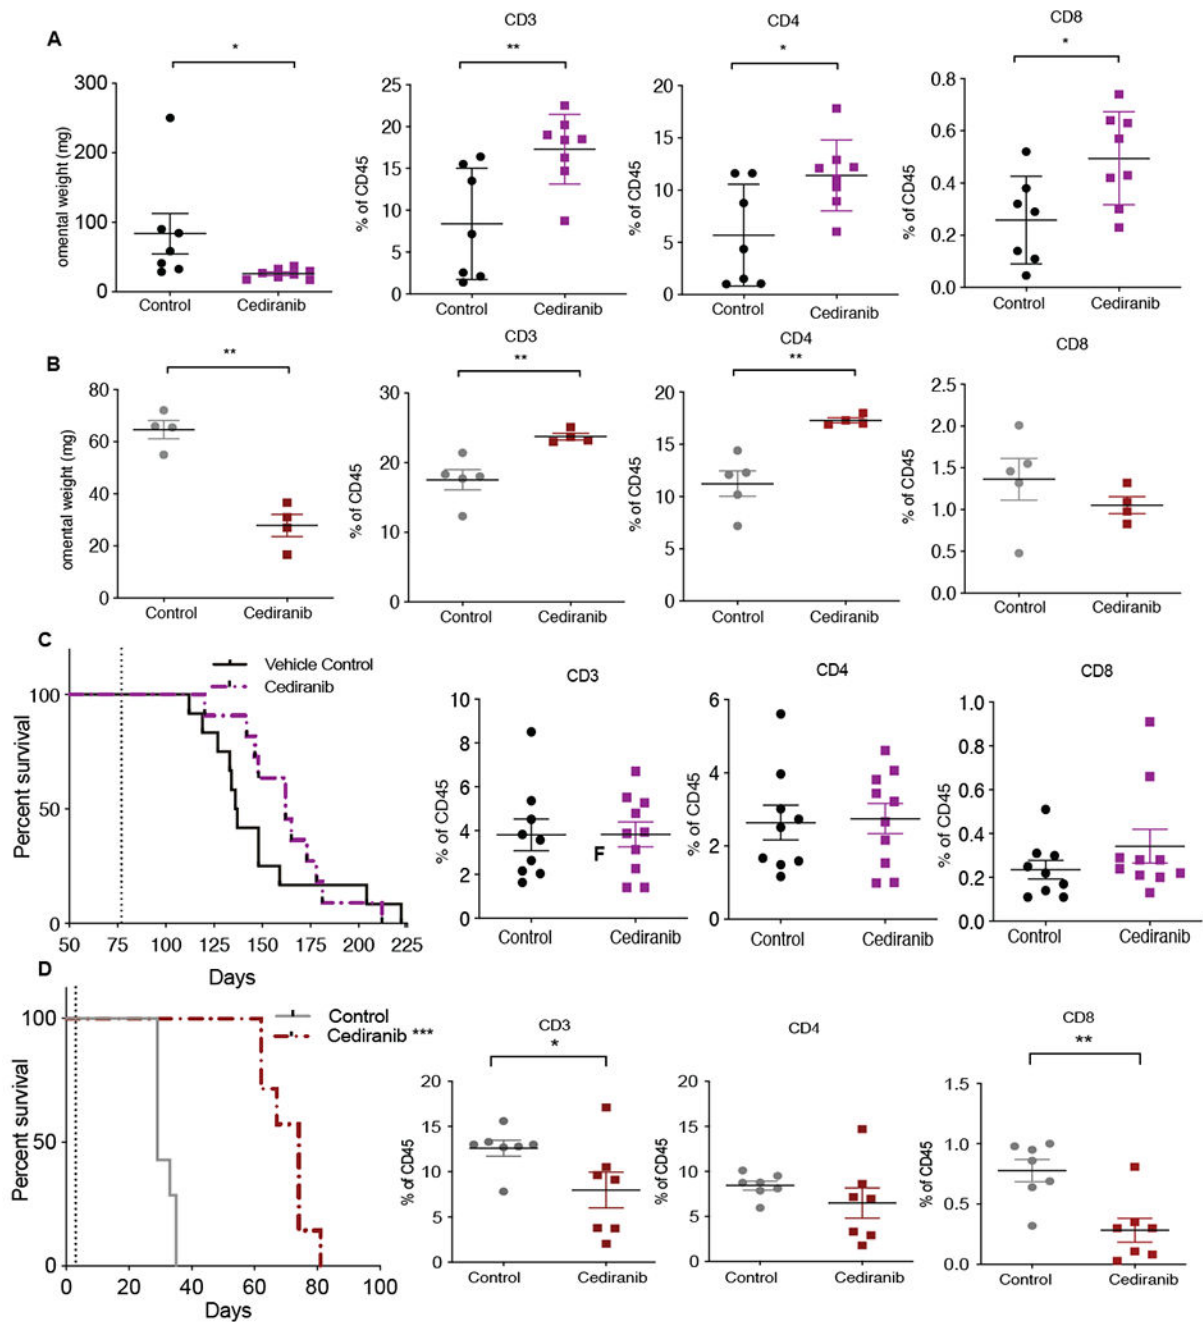 A
*
omental weight (mg)
300
200
100
0
Control
Cediranib
CD3
**
% of CD45
25
20
15
10
5
0
Control
Cediranib
CD4
*
% of CD45
20
15
10
5
0
Control
Cediranib
CD8
*
% of CD45
0.8
0.6
0.4
0.2
0.0
Control
Cediranib
B
**
omental weight (mg)
80
60
40
20
0
Control
Cediranib
CD3
**
% of CD45
30
20
10
0
Control
Cediranib
CD4
**
% of CD45
20
15
10
5
0
Control
Cediranib
CD8
% of CD45
2.5
2.0
1.5
1.0
0.5
0.0
Control
Cediranib
C
Vehicle Control
Cediranib
Percent survival
100
50
0
50 75 100 125 150 175 200 225
Days
CD3
% of CD45
10
8
6
4
2
0
F
Control
Cediranib
CD4
% of CD45
6
4
2
0
Control
Cediranib
CD8
% of CD45
1.0
0.8
0.6
0.4
0.2
0.0
Control
Cediranib
D
Control
Cediranib ***
Percent survival
100
50
0
0 20 40 60 80 100
Days
CD3
*
% of CD45
20
15
10
5
0
Control
Cediranib
CD4
% of CD45
20
15
10
5
0
Control
Cediranib
CD8
**
% of CD45
1.5
1.0
0.5
0.0
Control
Cediranib